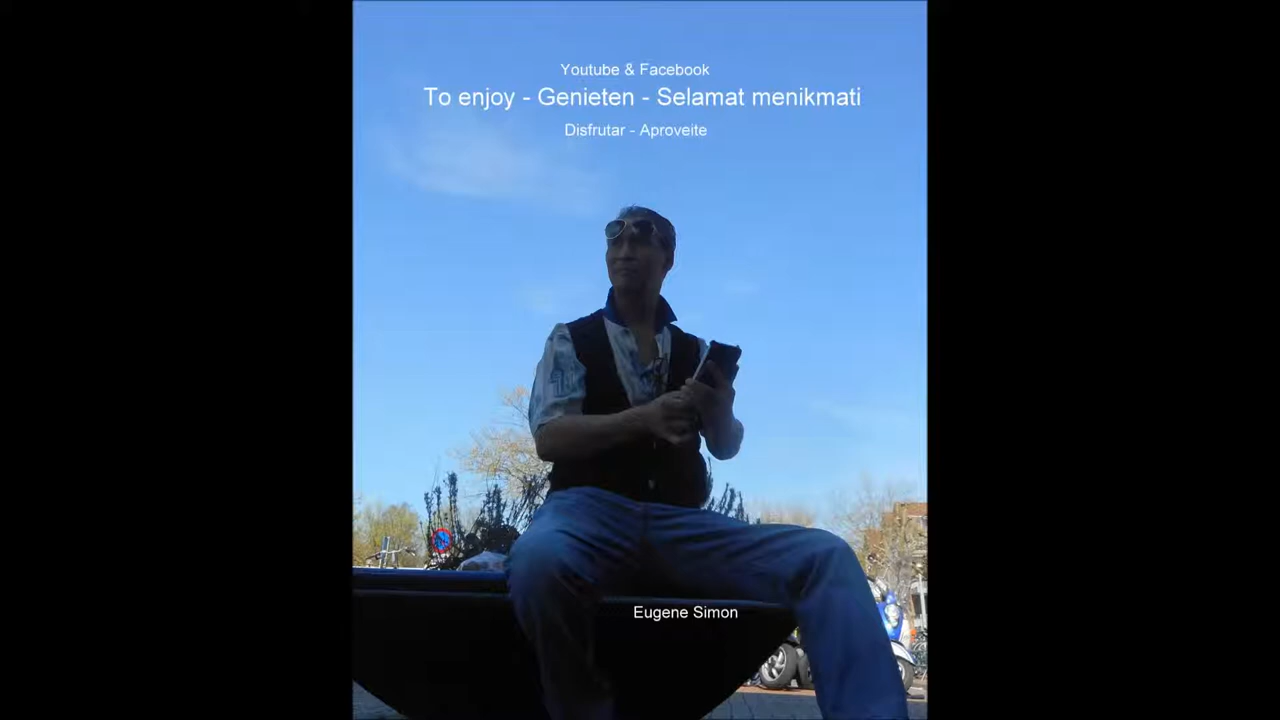 Youtube & Facebook
To enjoy - Genieten - Selamat menikmati
Disfrutar - Aproveite
Eugene Simon